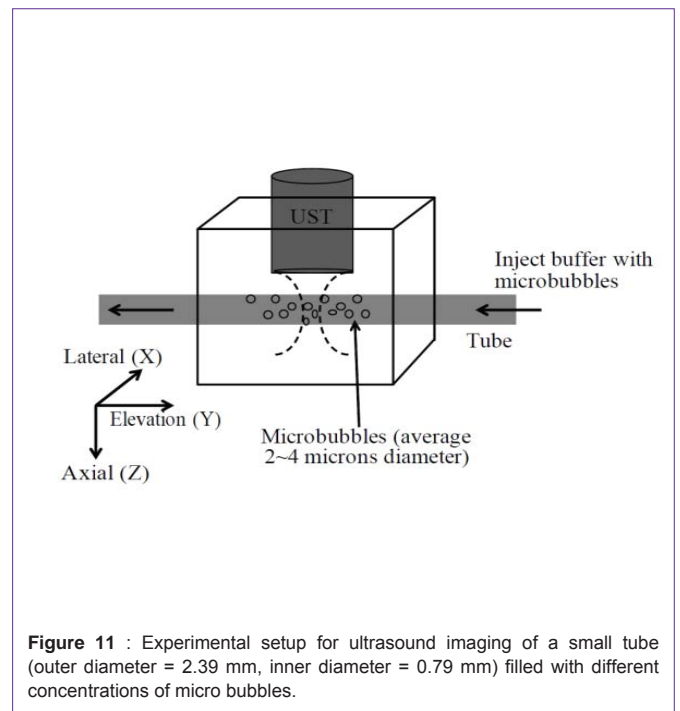 UST
Inject buffer with
microbubbles
Tube
Lateral (X)
Elevation (Y)
Axial (Z)
Microbubbles (average
2~4 microns diameter)
Figure 11 : Experimental setup for ultrasound imaging of a small tube
(outer diameter = 2.39 mm, inner diameter = 0.79 mm) filled with different
concentrations of micro bubbles.